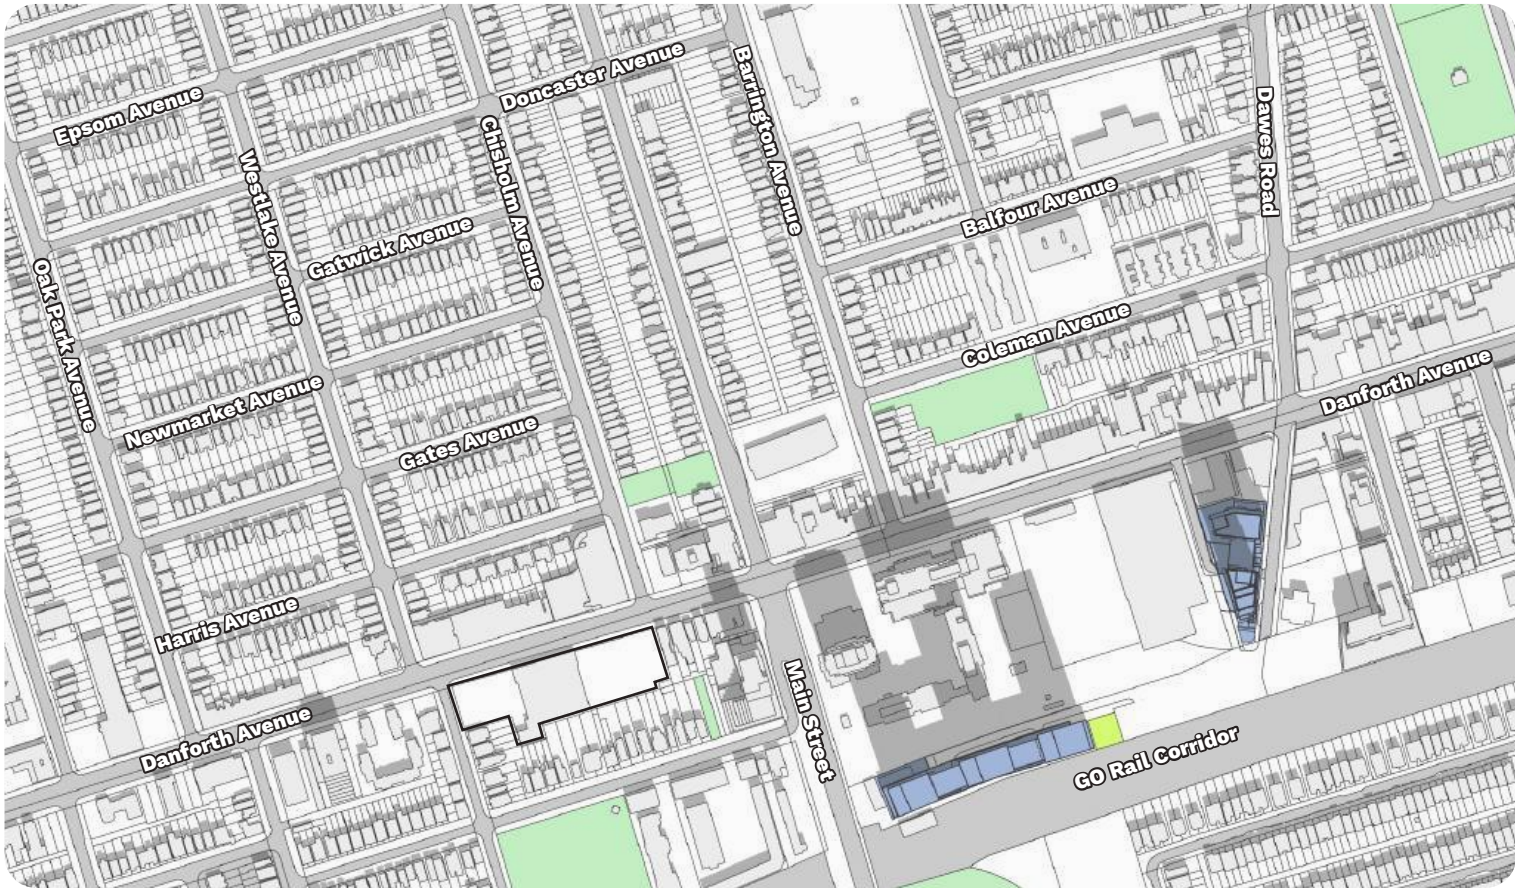 Epsom Avenue
Doncaster Avenue
Barrington Avenue
Dawes Road
Westlake Avenue
Chisholm Avenue
Balfour Avenue
Gatwick Avenue
Oak Park Avenue
Coleman Avenue
Newmarket Avenue
Danforth Avenue
Gates Avenue
Harris Avenue
Main Street
Danforth Avenue
GO Rail Corridor